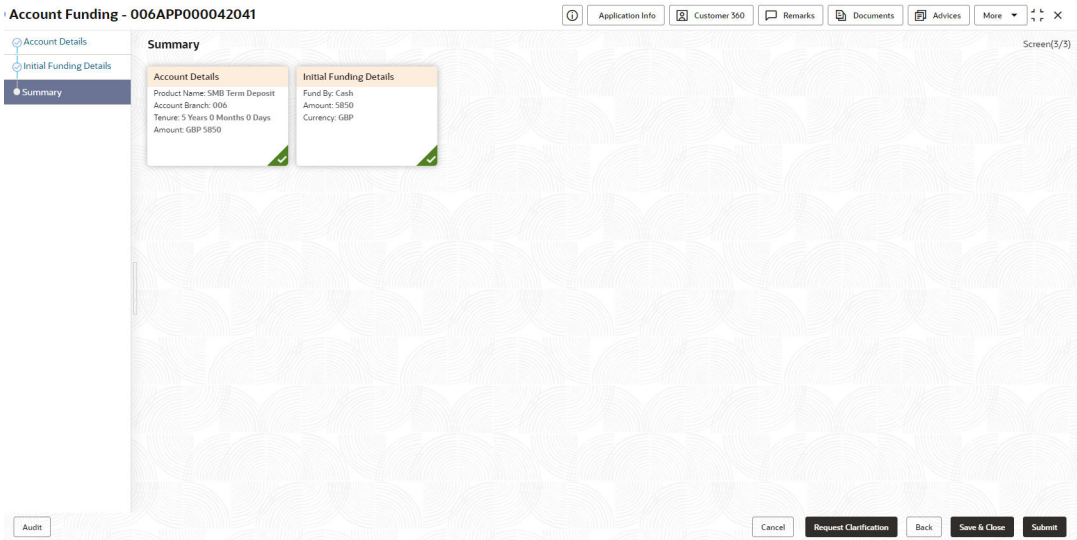 Account Funding - 006APP000042041
Application Info
Customer 360
Remarks
Documents
Advices
More
Account Details
Initial Funding Details
Summary
Summary
Screen(3/3)
Account Details
Product Name: SMB Term Deposit
Account Branch: 006
Tenure: 5 Years 0 Months 0 Days
Amount: GBP 5850
Initial Funding Details
Fund By: Cash
Amount: 5850
Currency: GBP
Audit
Cancel
Request Clarification
Back
Save & Close
Submit